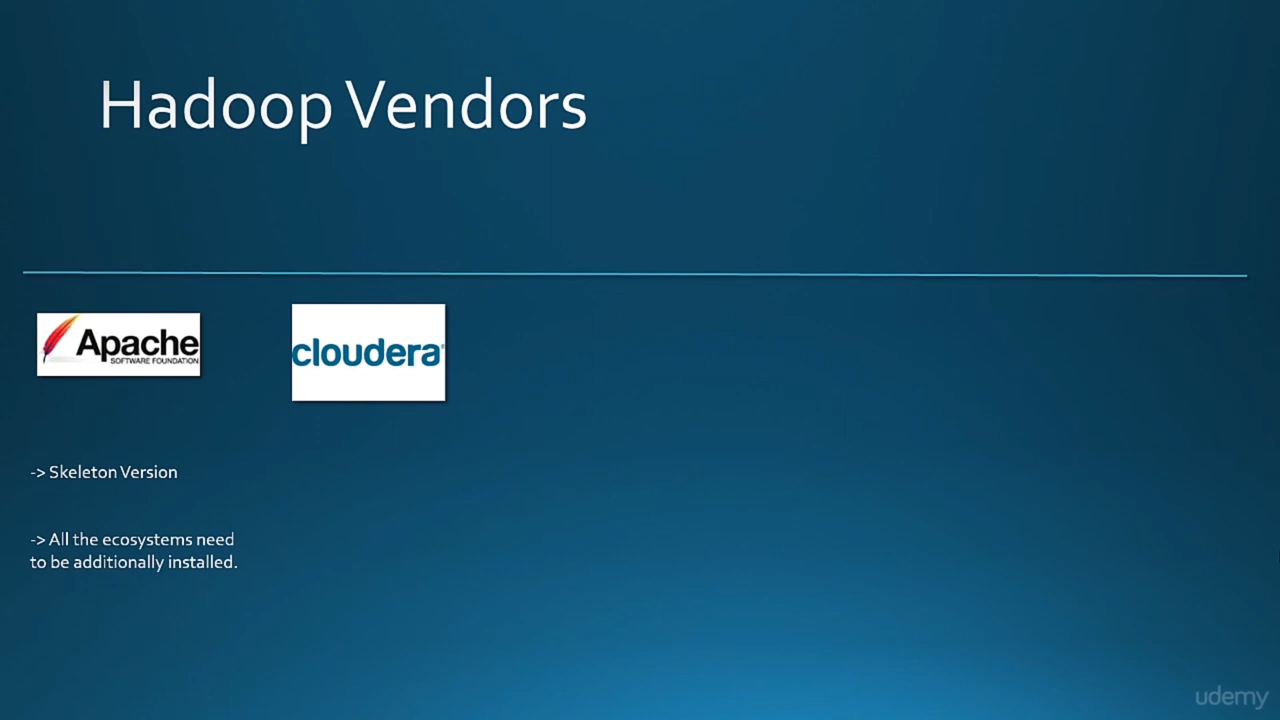 Hadoop Vendors
Apache
SOFTWARE FOUNDATION
cloudera
-> Skeleton Version
-> All the ecosystems need
to be additionally installed.
udemy